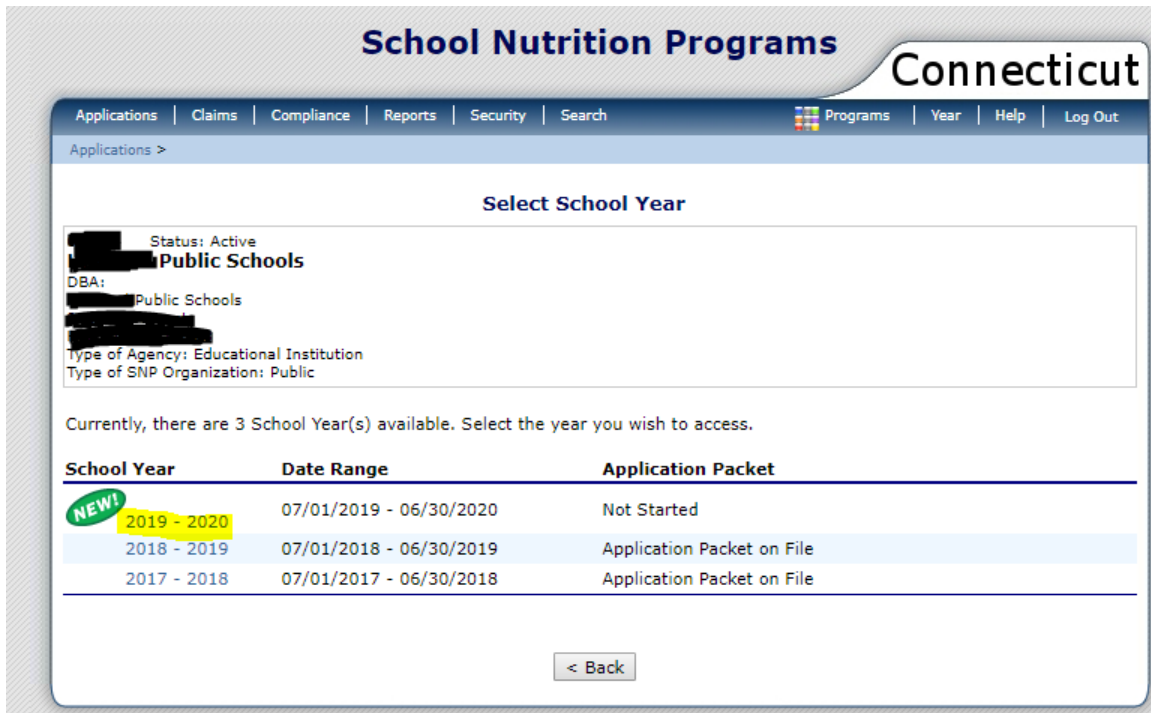 School Nutrition Programs
Connecticut
Applications | Claims | Compliance | Reports | Security | Search Programs | Year | Help | Log Out
Applications >
Select School Year
Status: Active
Public Schools
DBA:
Public Schools
Type of Agency: Educational Institution
Type of SNP Organization: Public
Currently, there are 3 School Year(s) available. Select the year you wish to access.
School Year Date Range Application Packet
NEW! 2019 - 2020 07/01/2019 - 06/30/2020 Not Started
2018 - 2019 07/01/2018 - 06/30/2019 Application Packet on File
2017 - 2018 07/01/2017 - 06/30/2018 Application Packet on File
< Back